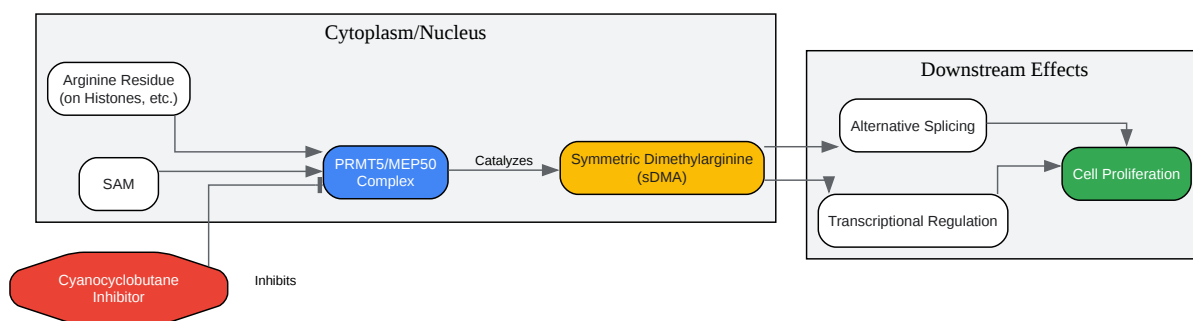 Cytoplasm/Nucleus
Arginine Residue
(on Histones, etc.)
SAM
PRMT5/MEP50
Complex
Catalyzes
Symmetric Dimethylarginine
(sDMA)
Cyanocyclobutane
Inhibitor
Inhibits
Downstream Effects
Alternative Splicing
Transcriptional Regulation
Cell Proliferation